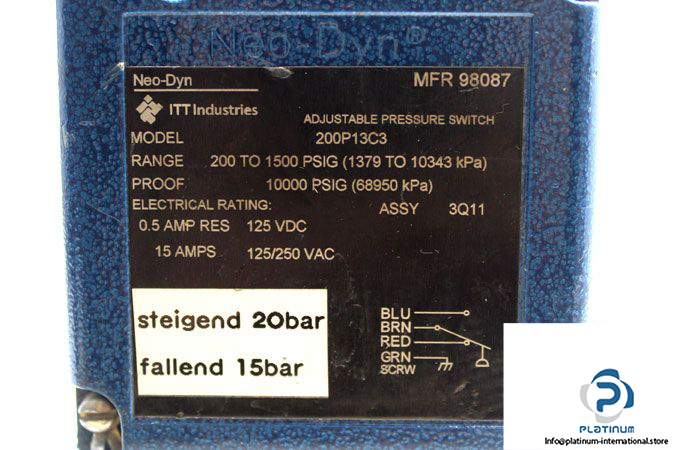 Neo-Dyn®
Neo-Dyn
MFR 98087
ITT Industries
ADJUSTABLE PRESSURE SWITCH
MODEL 200P13C3
RANGE 200 TO 1500 PSIG (1379 TO 10343 kPa)
PROOF 10000 PSIG (68950 kPa)
ELECTRICAL RATING: ASSY 3Q11
0.5 AMP RES 125 VDC
15 AMPS 125/250 VAC
steigend 20bar
fallend 15bar
BLU
BRN
RED
GRN
SCRW
PLATINUM
Info@platinum-international.store